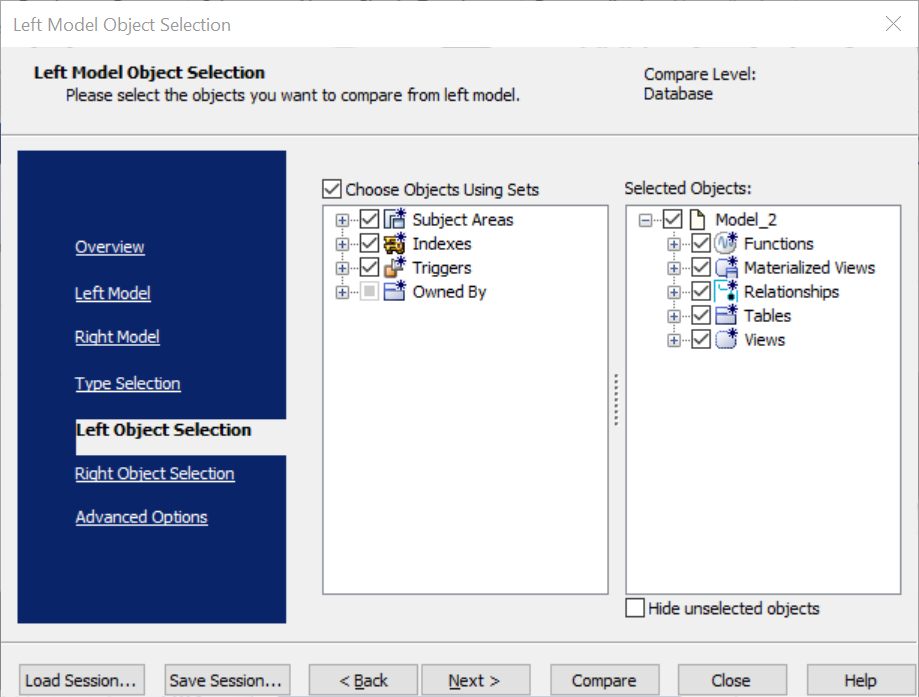 Left Model Object Selection
Left Model Object Selection
Please select the objects you want to compare from left model.
Compare Level:
Database
Overview
Left Model
Right Model
Type Selection
Left Object Selection
Right Object Selection
Advanced Options
Choose Objects Using Sets
Subject Areas
Indexes
Triggers
Owned By
Selected Objects:
Model_2
Functions
Materialized Views
Relationships
Tables
Views
Hide unselected objects
Load Session...
Save Session...
< Back
Next >
Compare
Close
Help